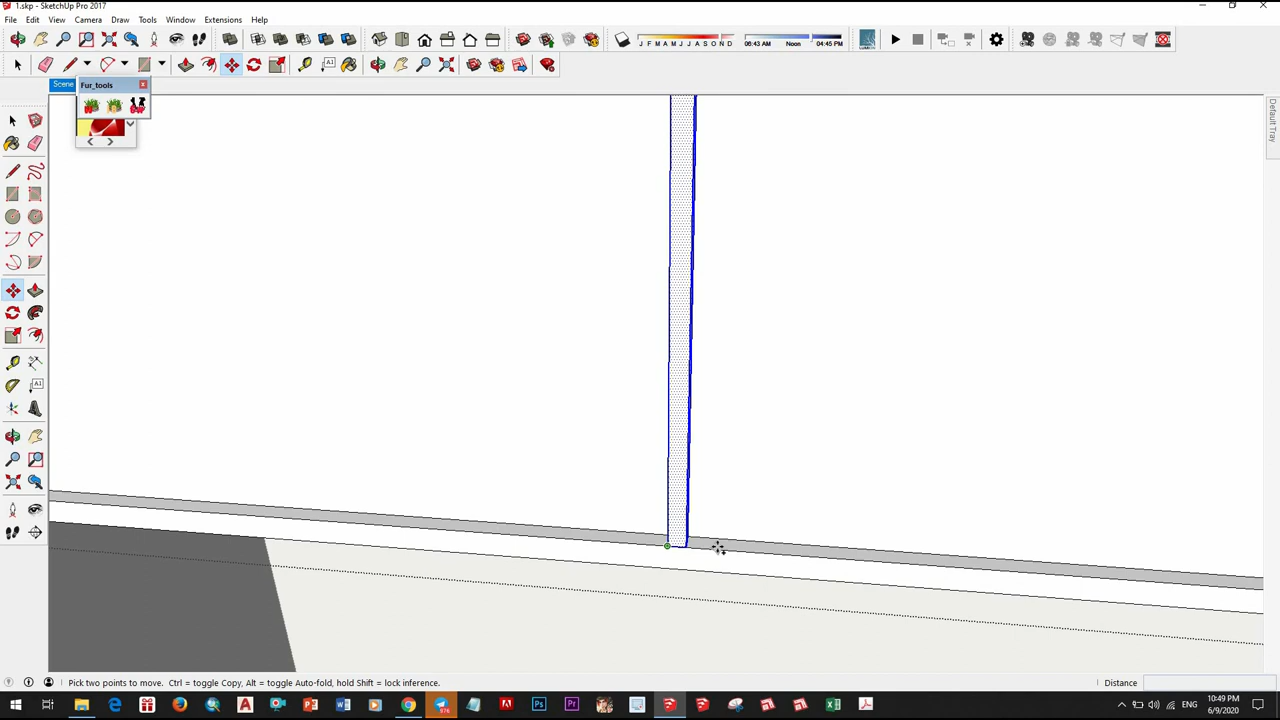 1.skp - SketchUp Pro 2017
File Edit View Camera Draw Tools Window Extensions Help
J F M A M J J A S O N D 06:43 AM Noon 04:45 PM
Scene
Fur_tools
Default Tray
Pick two points to move. Ctrl = toggle Copy, Alt = toggle Auto-fold, hold Shift = lock inference.
Distance
ENG
10:49 PM
6/9/2020